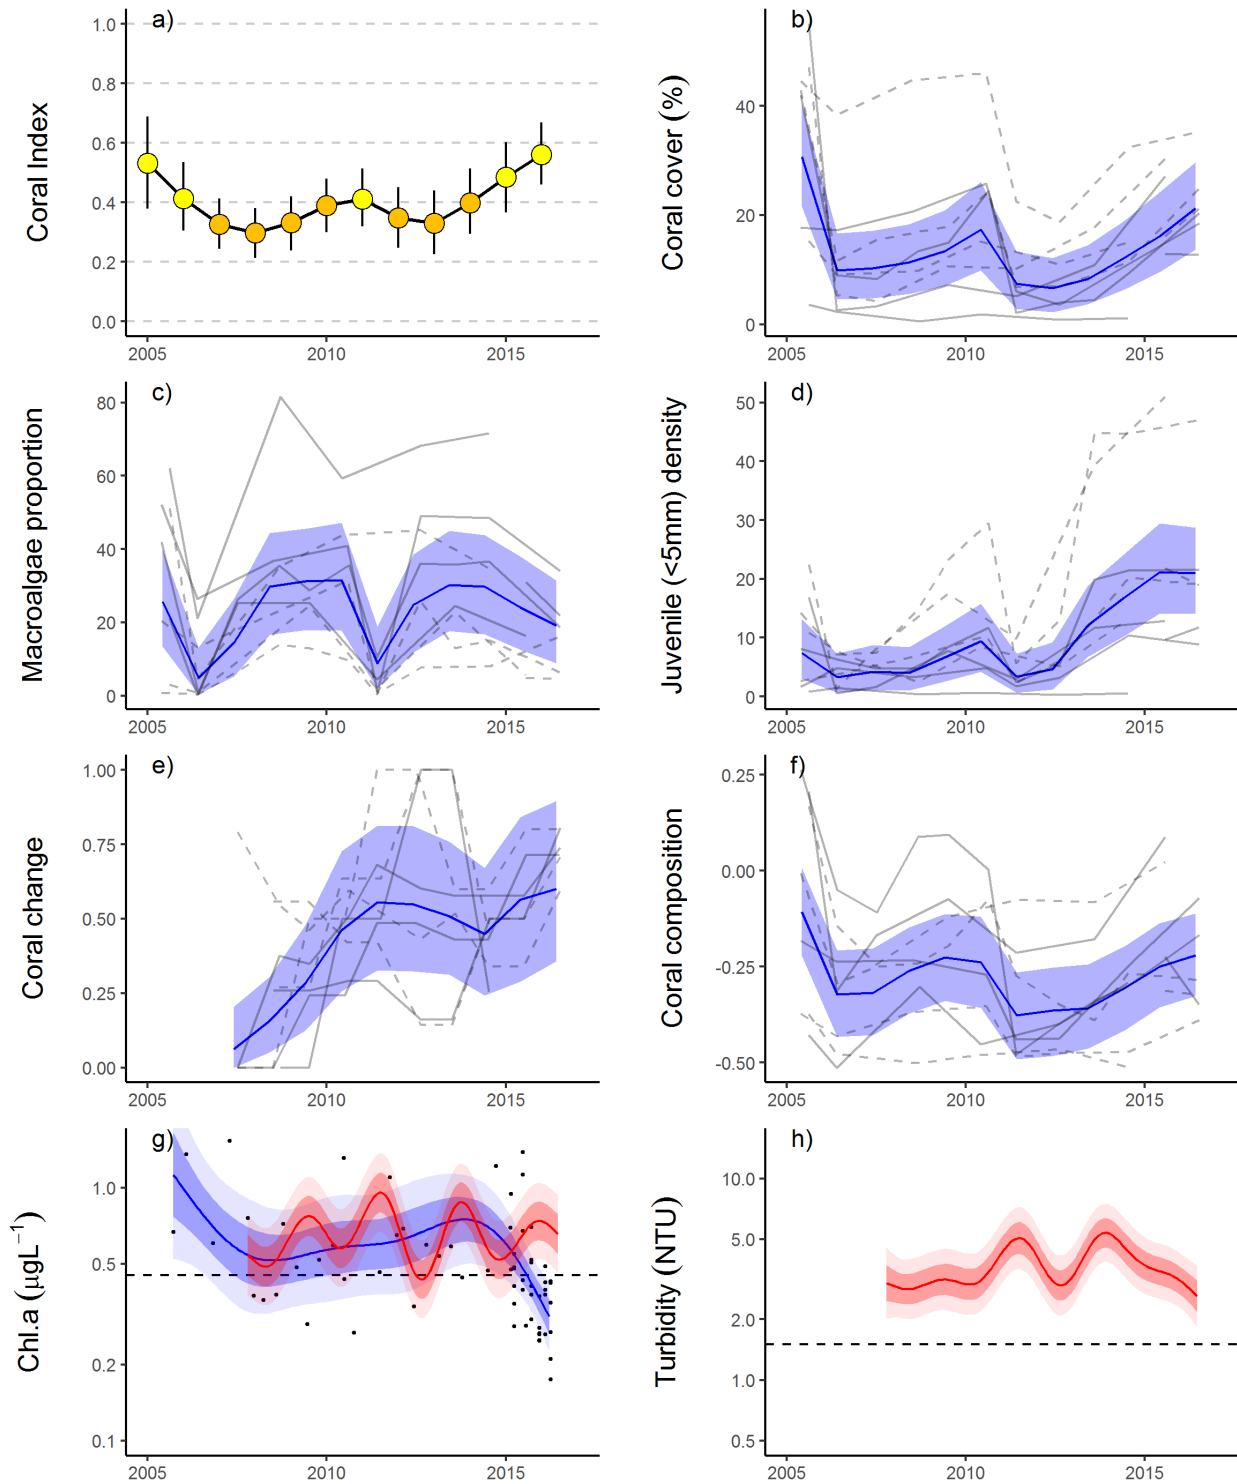 a)
Coral Index
1.0
0.8
0.6
0.4
0.2
0.0
2005 2010 2015
b)
Coral cover (%)
40
20
0
2005 2010 2015
c)
Macroalgae proportion
80
60
40
20
0
2005 2010 2015
d)
Juvenile (<5mm) density
50
40
30
20
10
0
2005 2010 2015
e)
Coral change
1.00
0.75
0.50
0.25
0.00
2005 2010 2015
f)
Coral composition
0.25
0.00
-0.25
-0.50
2005 2010 2015
g)
Chl.a (μgL⁻¹)
1.0
0.5
0.2
0.1
2005 2010 2015
h)
Turbidity (NTU)
10.0
5.0
2.0
1.0
0.5
2005 2010 2015